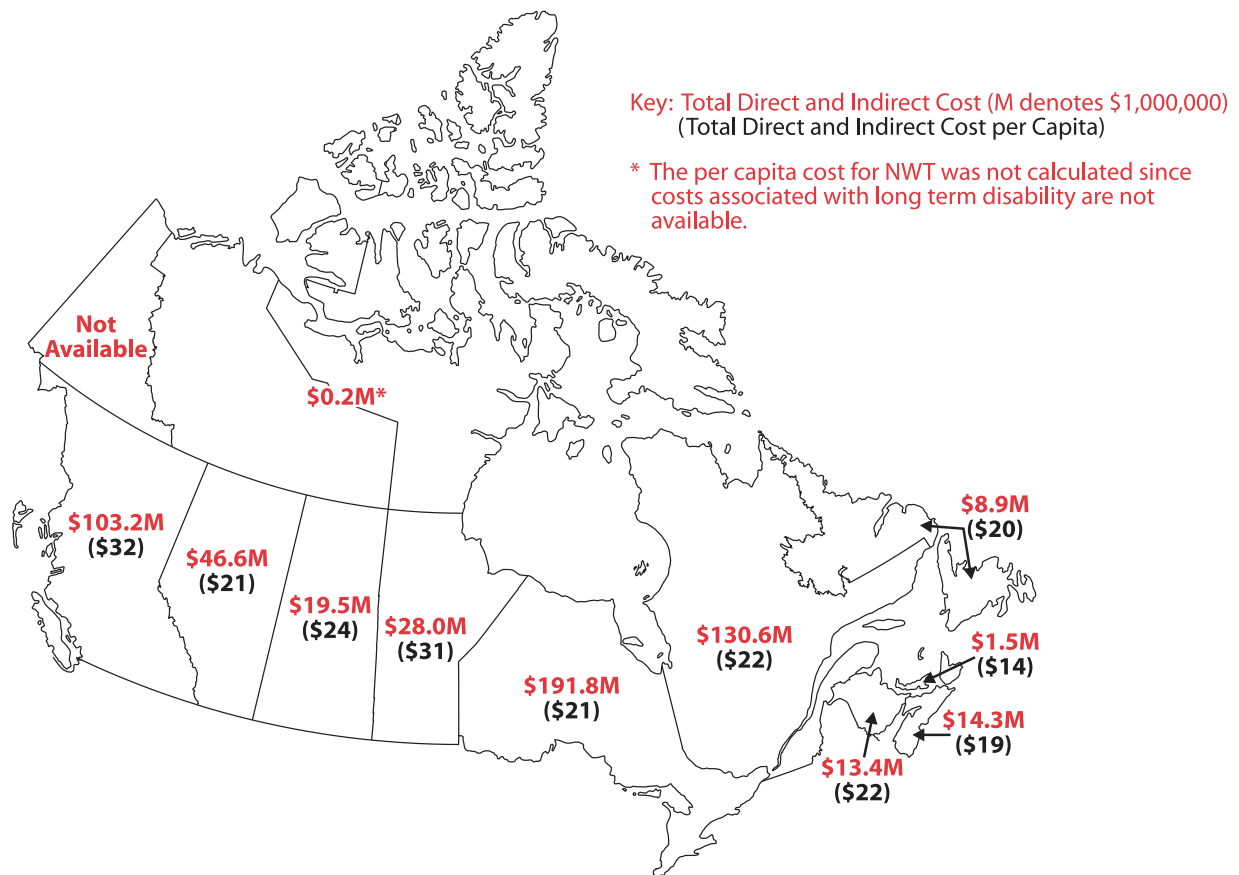 Key: Total Direct and Indirect Cost (M denotes $1,000,000)
(Total Direct and Indirect Cost per Capita)
* The per capita cost for NWT was not calculated since
costs associated with long term disability are not
available.
Not
Available
$0.2M*
$103.2M
($32)
$46.6M
($21)
$19.5M
($24)
$28.0M
($31)
$191.8M
($21)
$130.6M
($22)
$8.9M
($20)
$1.5M
($14)
$14.3M
($19)
$13.4M
($22)